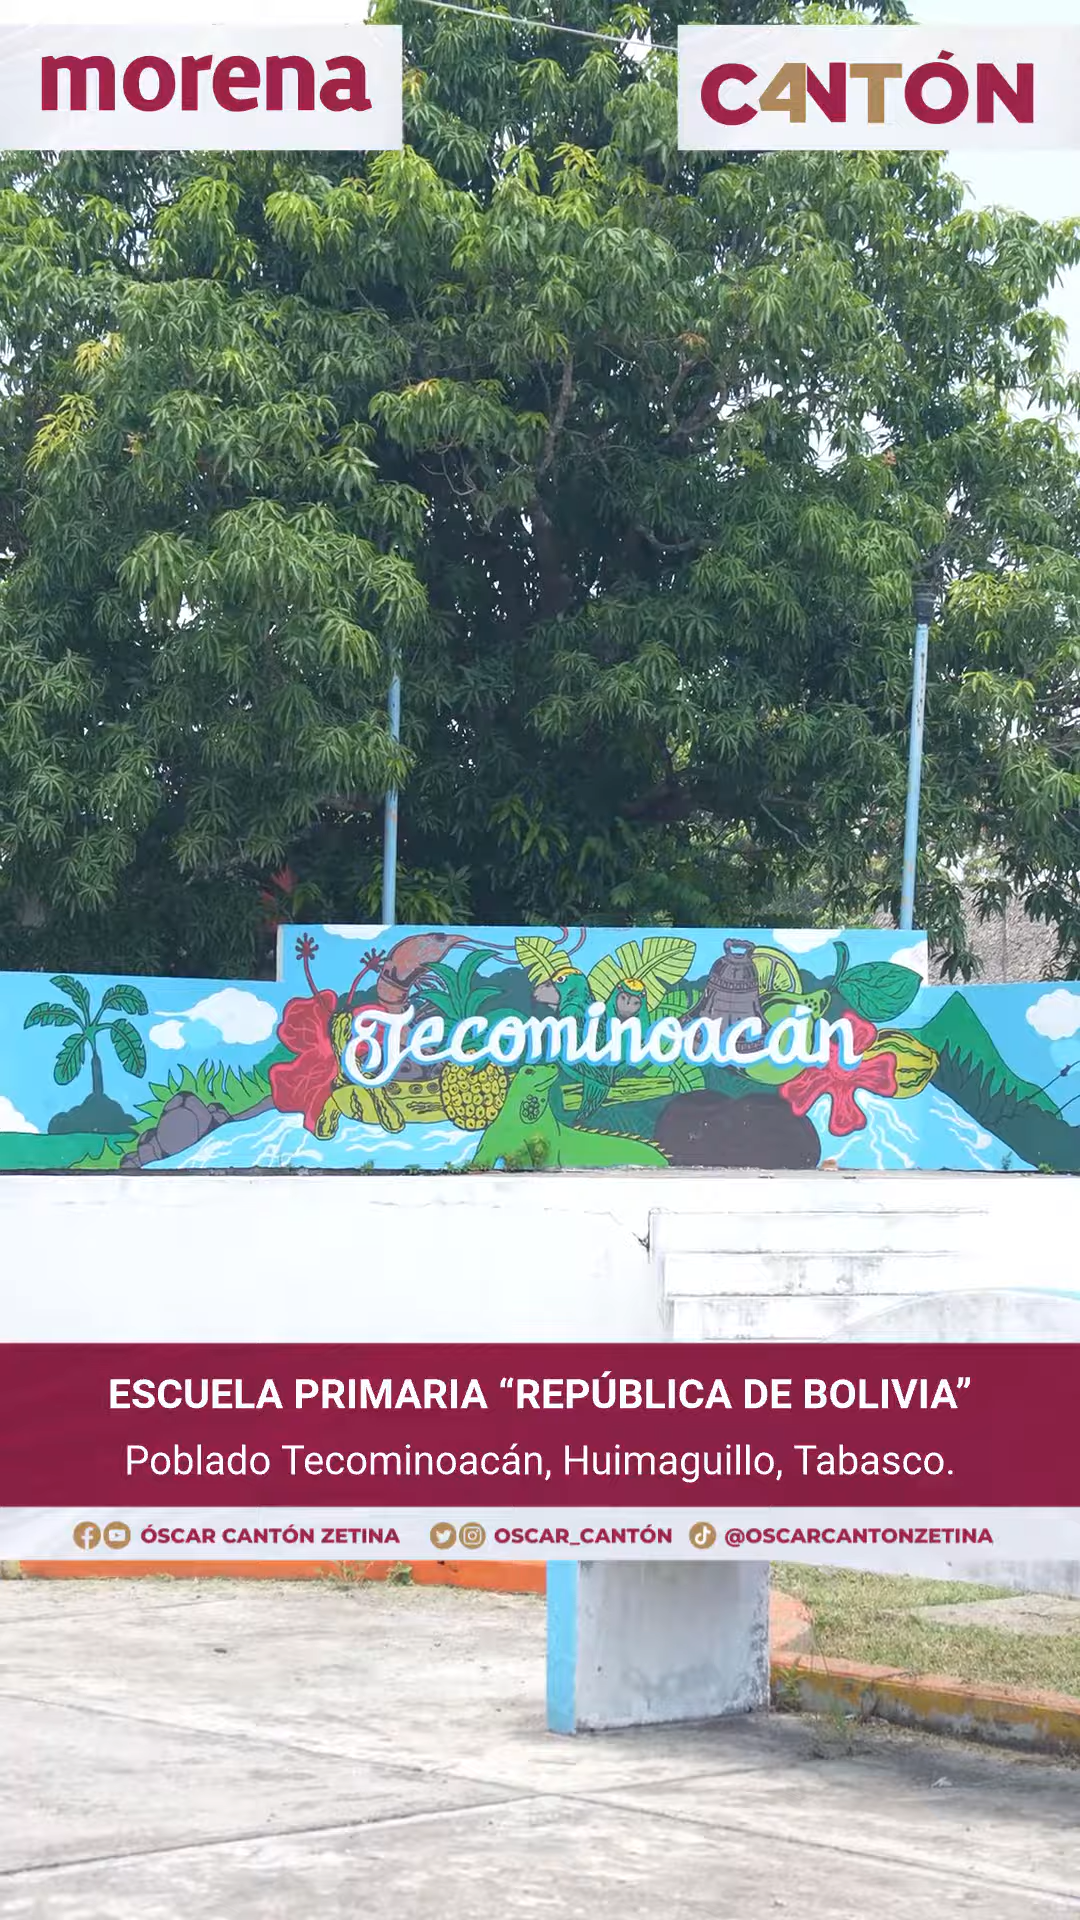 morena
C4NTÓN
Tecominoacán
ESCUELA PRIMARIA “REPÚBLICA DE BOLIVIA”
Poblado Tecominoacán, Huimaguillo, Tabasco.
ÓSCAR CANTÓN ZETINA OSCAR_CANTÓN @OSCARCANTONZETINA